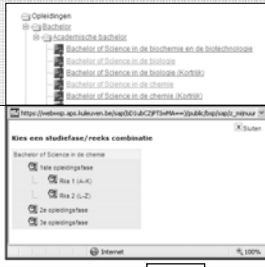 Opleidingen
Bachelor
Academische bachelor
Bachelor of Science in de biochemie en de biotechnologie
Bachelor of Science in de biologie
Bachelor of Science in de biologie (Kortrijk)
Bachelor of Science in de chemie
Bachelor of Science in de chemie (Kortrijk)
Sluiten
Kies een studiefase/reeks combinatie
Bachelor of Science in de chemie
1ste opleidingsfase
Rks 1 (A-K)
Rks 2 (L-Z)
2e opleidingsfase
3e opleidingsfase
Internet
100%